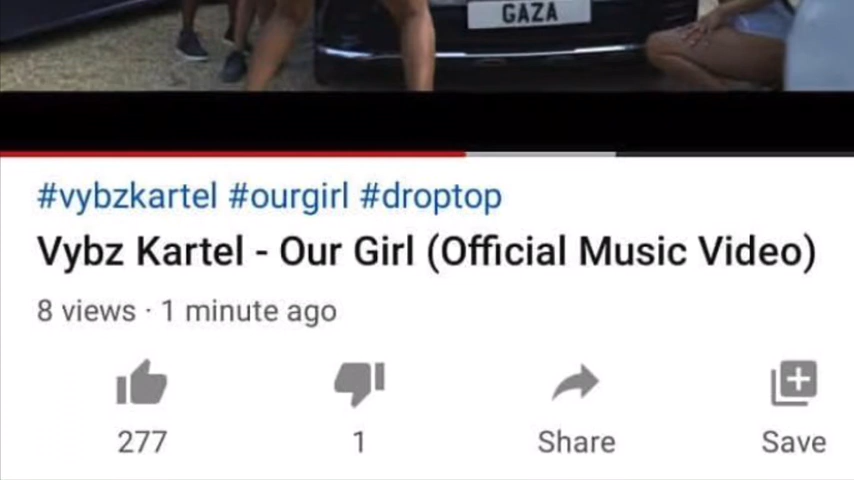 GAZA
#vybzkartel #ourgirl #droptop
Vybz Kartel - Our Girl (Official Music Video)
8 views · 1 minute ago
277
1
Share
Save